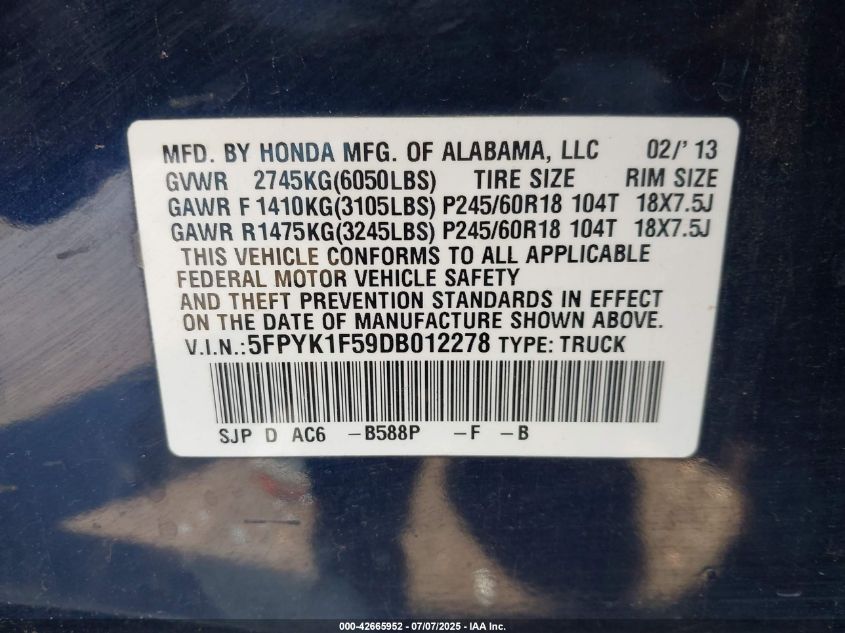 MFD. BY HONDA MFG. OF ALABAMA, LLC 02/'13
GVWR 2745KG(6050LBS) TIRE SIZE RIM SIZE
GAWR F 1410KG(3105LBS) P245/60R18 104T 18X7.5J
GAWR R1475KG(3245LBS) P245/60R18 104T 18X7.5J
THIS VEHICLE CONFORMS TO ALL APPLICABLE
FEDERAL MOTOR VEHICLE SAFETY
AND THEFT PREVENTION STANDARDS IN EFFECT
ON THE DATE OF MANUFACTURE SHOWN ABOVE.
V.I.N.:5FPYK1F59DB012278 TYPE: TRUCK
SJP D AC6 -B588P -F -B
000-42665952 - 07/07/2025 - IAA Inc.